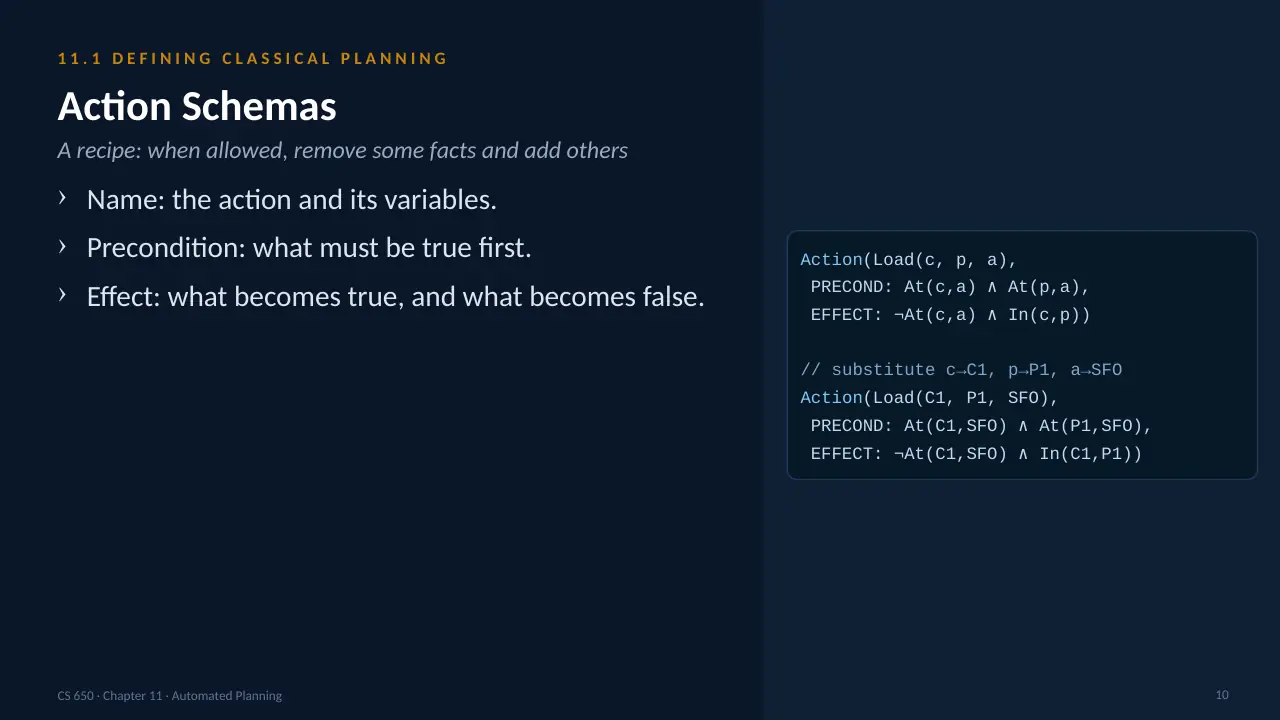 11.1 DEFINING CLASSICAL PLANNING
Action Schemas
A recipe: when allowed, remove some facts and add others
› Name: the action and its variables.
› Precondition: what must be true first.
› Effect: what becomes true, and what becomes false.
Action(Load(c, p, a),
 PRECOND: At(c,a) ∧ At(p,a),
 EFFECT: ¬At(c,a) ∧ In(c,p))
// substitute c→C1, p→P1, a→SFO
Action(Load(C1, P1, SFO),
 PRECOND: At(C1,SFO) ∧ At(P1,SFO),
 EFFECT: ¬At(C1,SFO) ∧ In(C1,P1))
CS 650 · Chapter 11 · Automated Planning
10